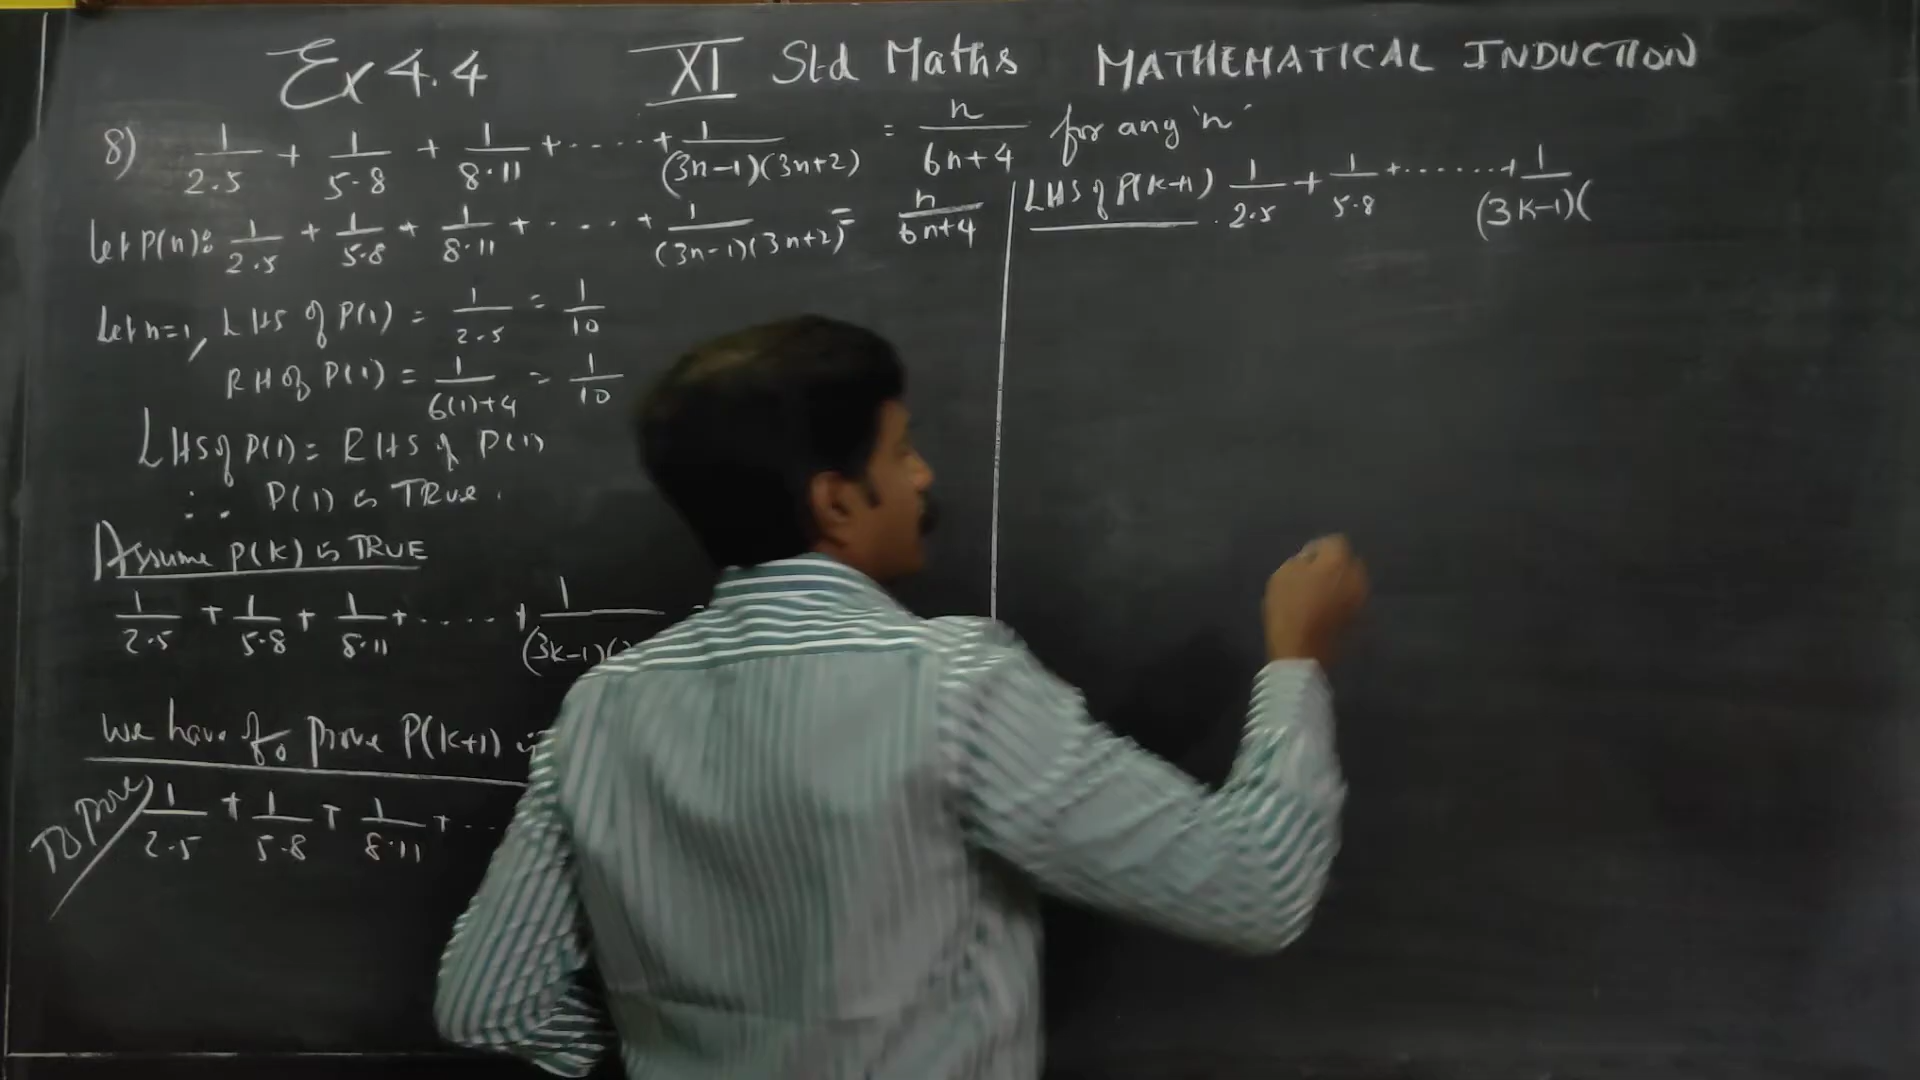 Ex 4.4 XI Std Maths MATHEMATICAL INDUCTION
8) 1/2.5 + 1/5-8 + 1/8.11 + ..... + 1/(3n-1)(3n+2) = n/6n+4 for any 'n'
Let P(n): 1/2.5 + 1/5.8 + 1/8.11 + .... + 1/(3n-1)(3n+2) = n/6n+4
Let n=1, LHS of P(1) = 1/2.5 = 1/10
RH of P(1) = 1/6(1)+4 = 1/10
LHS of P(1) = RHS of P(1)
∴ P(1) is TRue.
Assume P(k) is TRUE
1/2.5 + 1/5.8 + 1/8.11 + ..... + 1/(3k-1)(
We have to prove P(k+1) is
To prove 1/2.5 + 1/5.8 + 1/8.11 + ...
LHS of P(k+1) 1/2.5 + 1/5.8 + ....... + 1/(3k-1)(